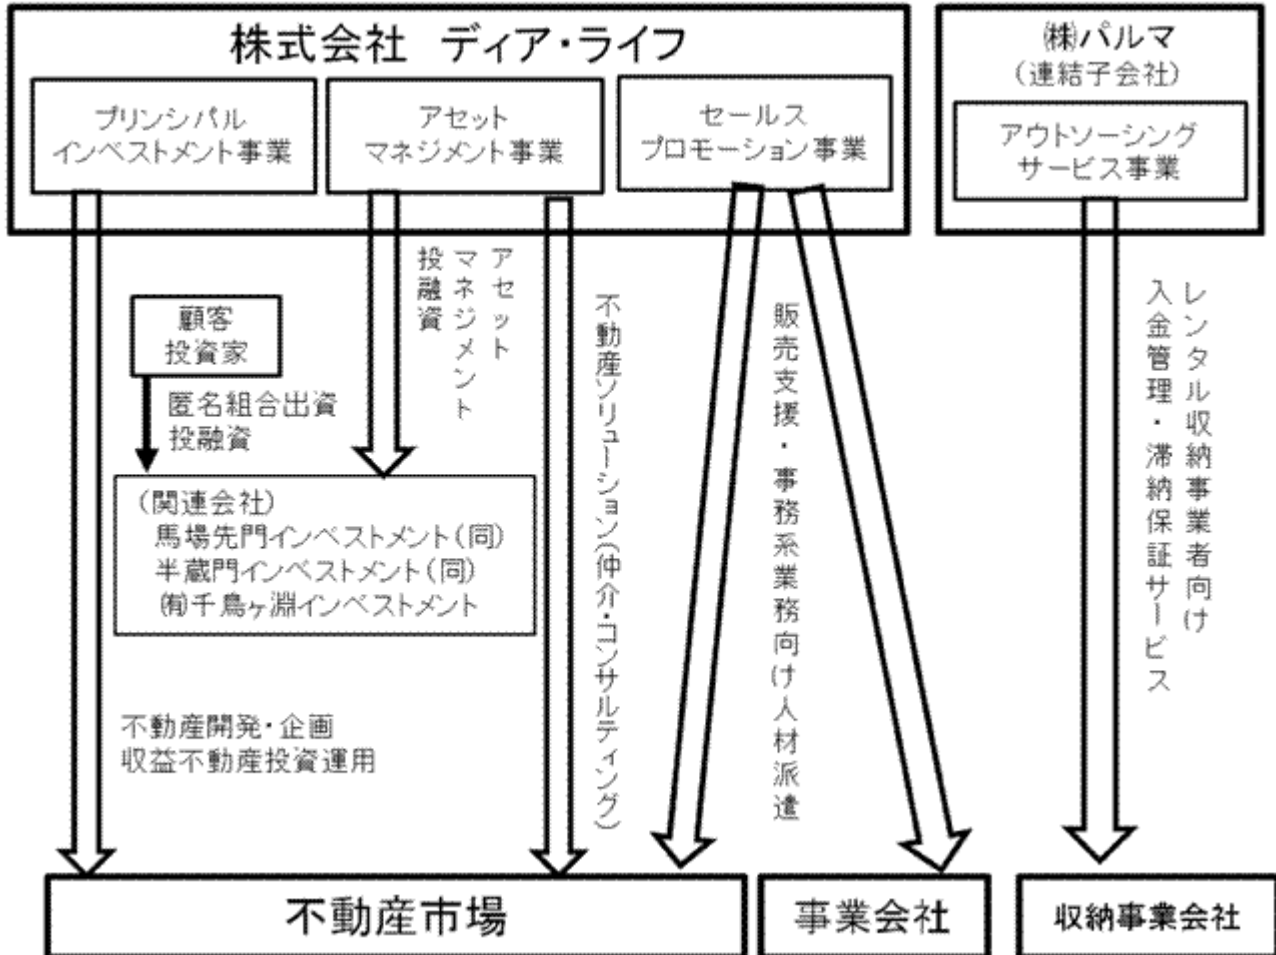 株式会社 ディア・ライフ
プリンシパル
インベストメント事業
アセット
マネジメント事業
セールス
プロモーション事業
㈱パルマ
(連結子会社)
アウトソーシング
サービス事業
顧客
投資家
匿名組合出資
投融資
アセット
マネジメント
投融資
(関連会社)
馬場先門インベストメント(同)
半蔵門インベストメント(同)
㈲千鳥ヶ淵インベストメント
不動産開発・企画
収益不動産投資運用
不動産ソリューション(仲介・コンサルティング)
販売支援・事務系業務向け人材派遣
レンタル収納事業者向け
入金管理・滞納保証サービス
不動産市場
事業会社
収納事業会社